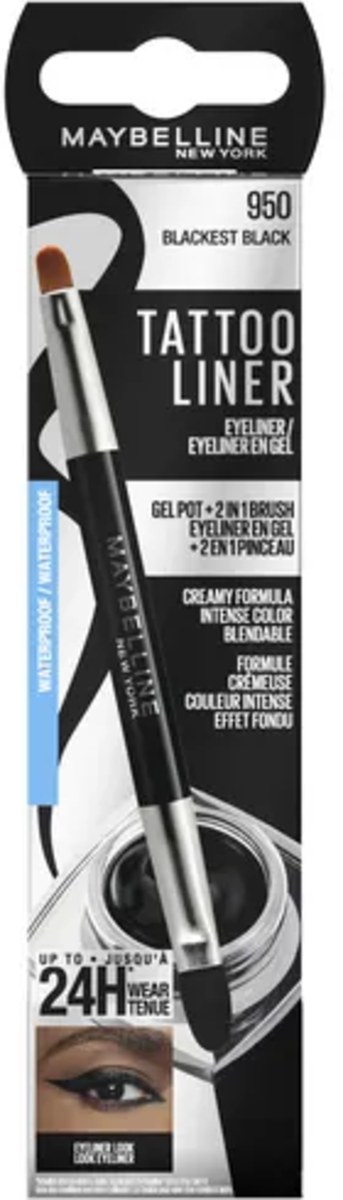 MAYBELLINE
NEW YORK
950
BLACKEST BLACK
TATTOO
LINER
EYELINER /
EYELINER EN GEL
GEL POT + 2 IN 1 BRUSH
EYELINER EN GEL
+ 2 EN 1 PINCEAU
CREAMY FORMULA
INTENSE COLOR
BLENDABLE
FORMULE
CRÉMEUSE
COULEUR INTENSE
EFFET FONDU
WATERPROOF / WATERPROOF
MAYBELLINE
NEW YORK
UP TO • JUSQU'À
24H*
WEAR
TENUE
EYELINER LOOK
LOOK EYELINER